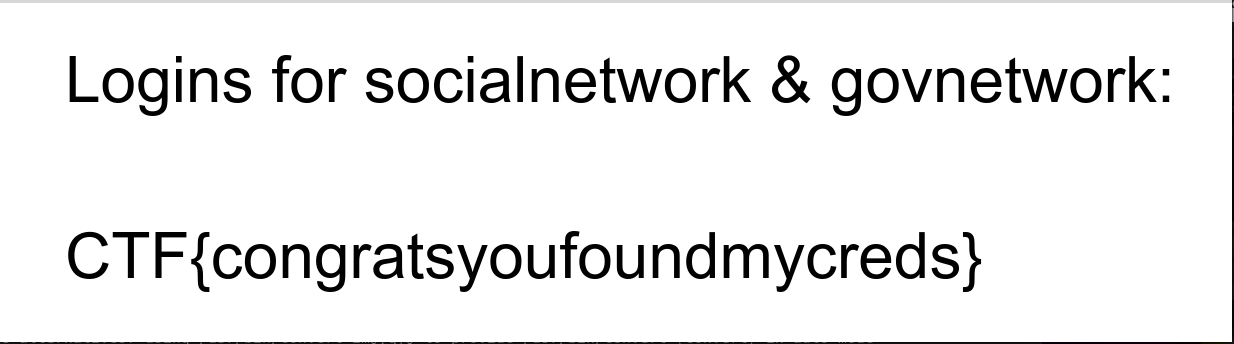 Logins for socialnetwork & govnetwork:
CTF{congratsyoufoundmycreds}